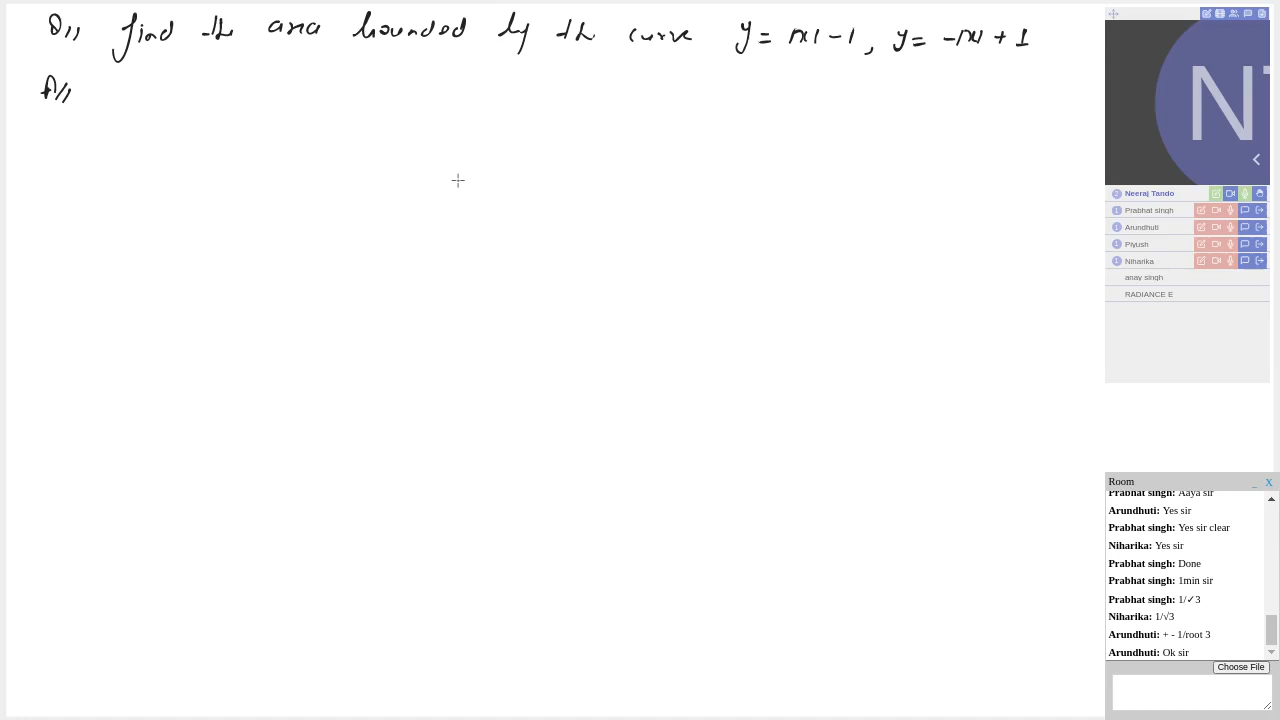 Q// find the area bounded by the curve y = |x| - 1, y = -|x| + 1
A//
NT
Neeraj Tando
Prabhat singh
Arundhuti
Piyush
Niharika
anay singh
RADIANCE E
Room _ X
Prabhat singh: Aaya sir
Arundhuti: Yes sir
Prabhat singh: Yes sir clear
Niharika: Yes sir
Prabhat singh: Done
Prabhat singh: 1min sir
Prabhat singh: 1/✓3
Niharika: 1/√3
Arundhuti: + - 1/root 3
Arundhuti: Ok sir
Choose File